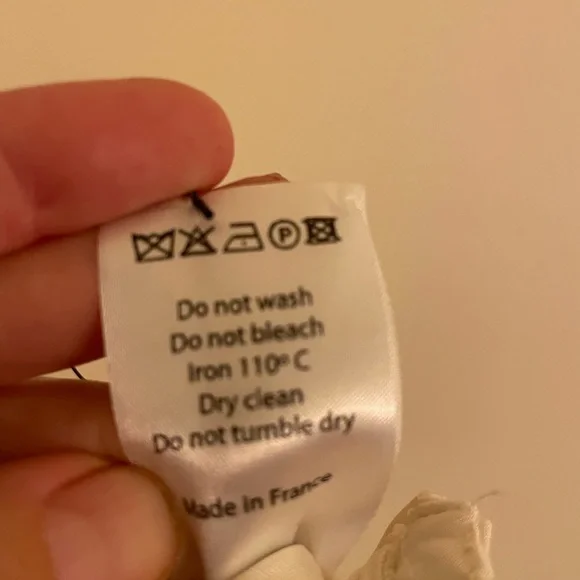 P
Do not wash
Do not bleach
Iron 110º C
Dry clean
Do not tumble dry
Made in France